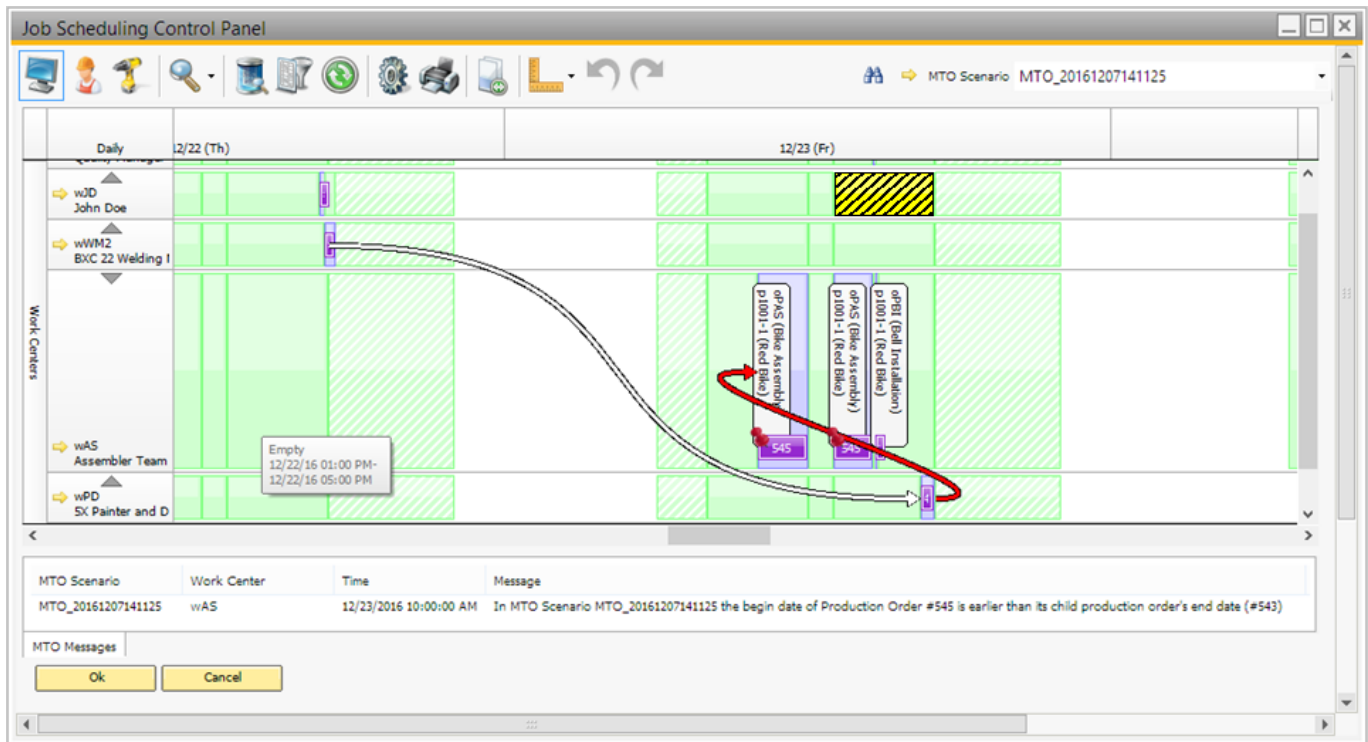 Job Scheduling Control Panel
MTO Scenario MTO_20161207141125
Daily
12/22 (Th)
12/23 (Fr)
wJD
John Doe
wWM2
BXC 22 Welding
Work Centers
oPAS (Bike Assembly)
p1001-1 (Red Bike)
oPAS (Bike Assembly)
p1001-1 (Red Bike)
oPBI (Bell Installation)
p1001-1 (Red Bike)
545
545
wAS
Assembler Team
Empty
12/22/16 01:00 PM-
12/22/16 05:00 PM
wPD
5X Painter and D
MTO Scenario Work Center Time Message
MTO_20161207141125 wAS 12/23/2016 10:00:00 AM In MTO Scenario MTO_20161207141125 the begin date of Production Order #545 is earlier than its child production order's end date (#543)
MTO Messages
Ok Cancel